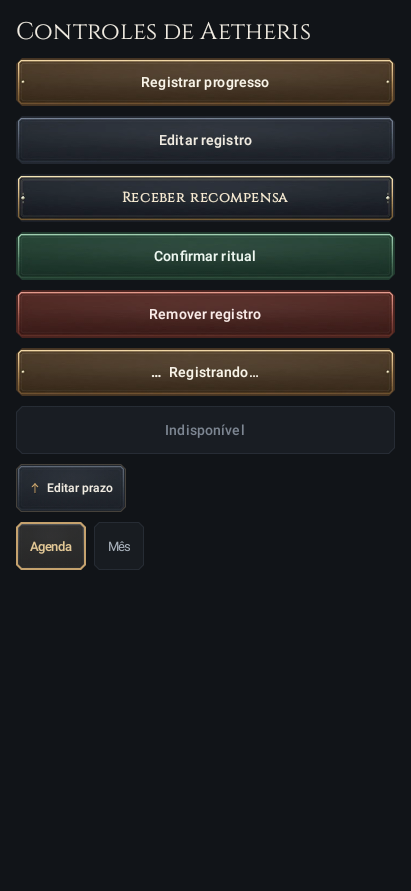 Controles de Aetheris
Registrar progresso
Editar registro
Receber recompensa
Confirmar ritual
Remover registro
… Registrando…
Indisponível
↑ Editar prazo
Agenda Mês